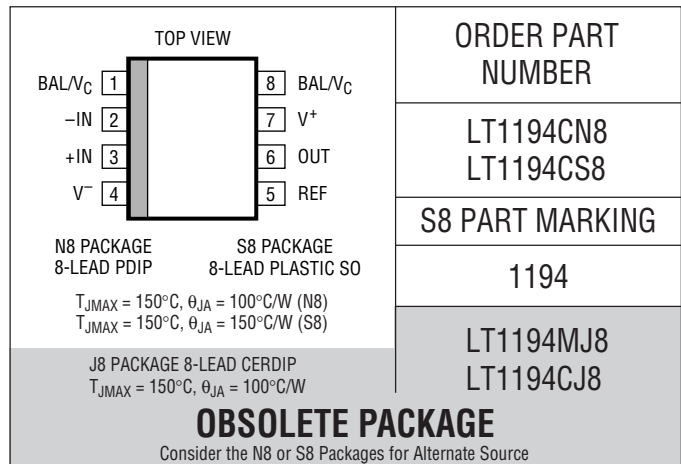 TOP VIEW
BAL/VC 1 8 BAL/VC
–IN 2 7 V+
+IN 3 6 OUT
V– 4 5 REF
N8 PACKAGE
8-LEAD PDIP
S8 PACKAGE
8-LEAD PLASTIC SO
TJMAX = 150°C, θJA = 100°C/W (N8)
TJMAX = 150°C, θJA = 150°C/W (S8)
J8 PACKAGE 8-LEAD CERDIP
TJMAX = 150°C, θJA = 100°C/W
ORDER PART
NUMBER
LT1194CN8
LT1194CS8
S8 PART MARKING
1194
LT1194MJ8
LT1194CJ8
OBSOLETE PACKAGE
Consider the N8 or S8 Packages for Alternate Source